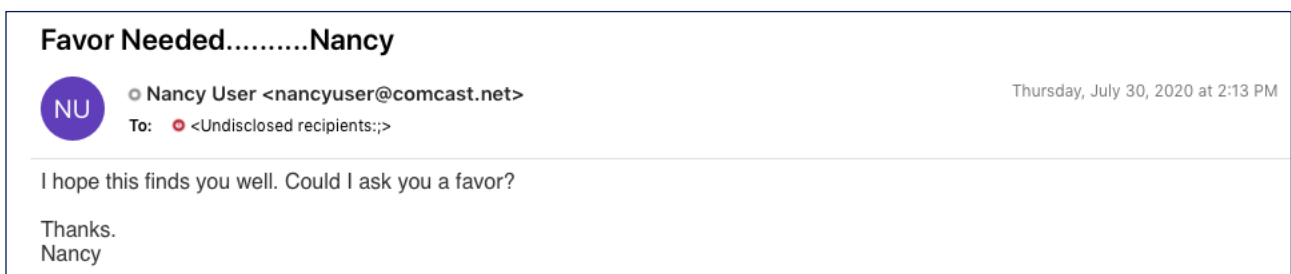 Favor Needed..........Nancy
NU
Nancy User <nancyuser@comcast.net>
Thursday, July 30, 2020 at 2:13 PM
To: <Undisclosed recipients:;>
I hope this finds you well. Could I ask you a favor?
Thanks.
Nancy